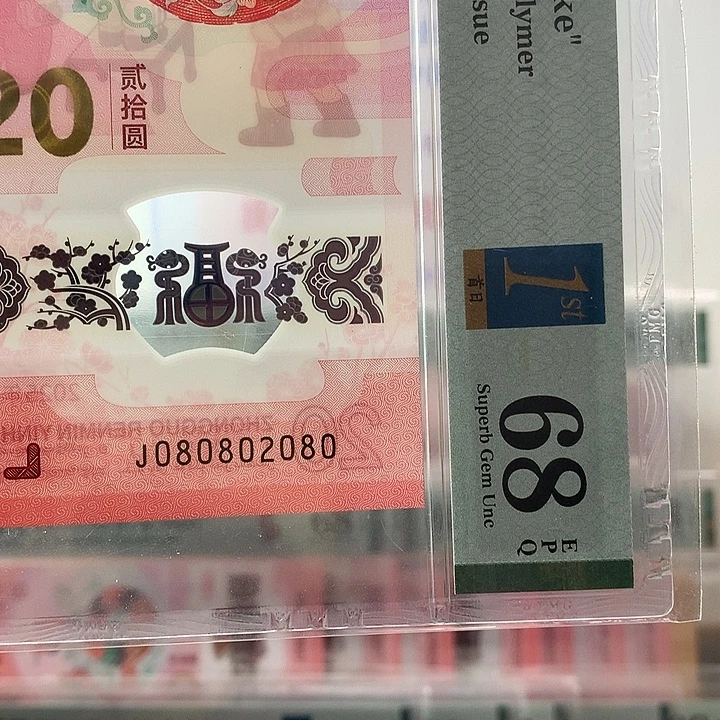 20
贰拾圆
J080802080
ke"
lymer
sue
1st
首日
68
Superb Gem Unc
E
P
Q